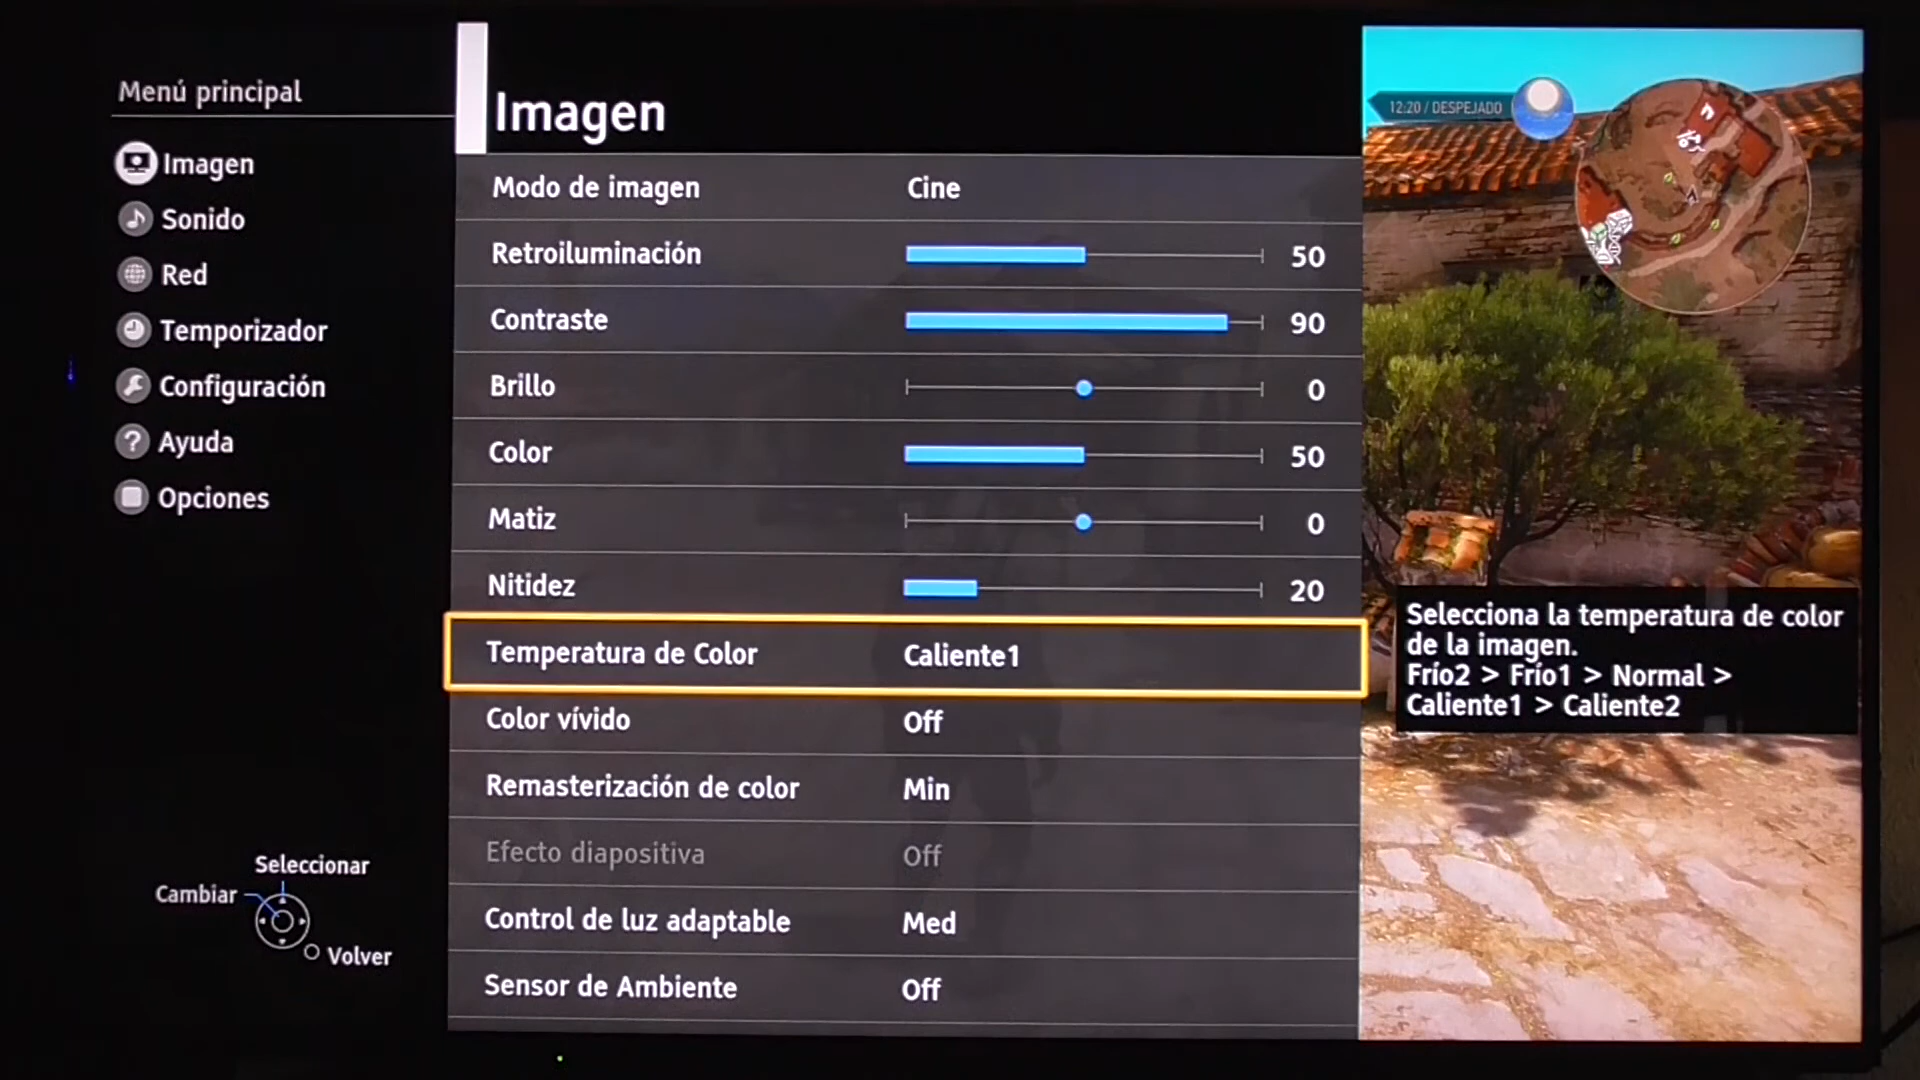 Menú principal
Imagen
Sonido
Red
Temporizador
Configuración
Ayuda
Opciones
Seleccionar
Cambiar
Volver
Imagen
Modo de imagen Cine
Retroiluminación 50
Contraste 90
Brillo 0
Color 50
Matiz 0
Nitidez 20
Temperatura de Color Caliente1
Color vívido Off
Remasterización de color Min
Efecto diapositiva Off
Control de luz adaptable Med
Sensor de Ambiente Off
12:20 / DESPEJADO
Selecciona la temperatura de color
de la imagen.
Frío2 > Frío1 > Normal >
Caliente1 > Caliente2